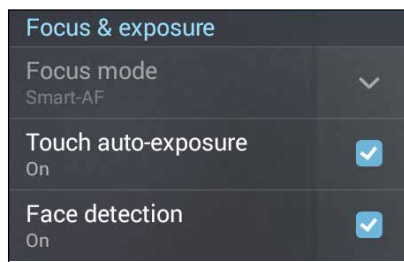 Focus & exposure
Focus mode
Smart-AF
Touch auto-exposure
On
Face detection
On